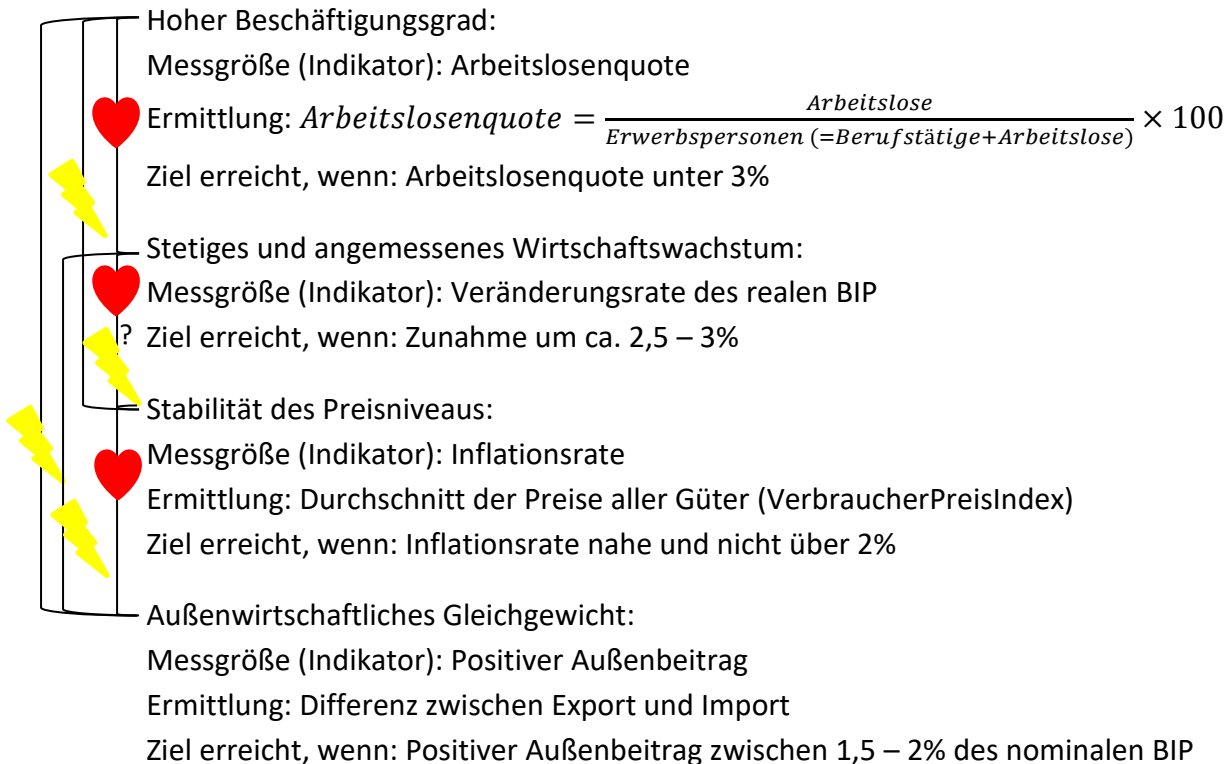 Hoher Beschäftigungsgrad:
Messgröße (Indikator): Arbeitslosenquote
Ermittlung: Arbeitslosenquote = Arbeitslose / Erwerbspersonen (=Berufstätige+Arbeitslose) × 100
Ziel erreicht, wenn: Arbeitslosenquote unter 3%
Stetiges und angemessenes Wirtschaftswachstum:
Messgröße (Indikator): Veränderungsrate des realen BIP
? Ziel erreicht, wenn: Zunahme um ca. 2,5 – 3%
Stabilität des Preisniveaus:
Messgröße (Indikator): Inflationsrate
Ermittlung: Durchschnitt der Preise aller Güter (VerbraucherPreisIndex)
Ziel erreicht, wenn: Inflationsrate nahe und nicht über 2%
Außenwirtschaftliches Gleichgewicht:
Messgröße (Indikator): Positiver Außenbeitrag
Ermittlung: Differenz zwischen Export und Import
Ziel erreicht, wenn: Positiver Außenbeitrag zwischen 1,5 – 2% des nominalen BIP